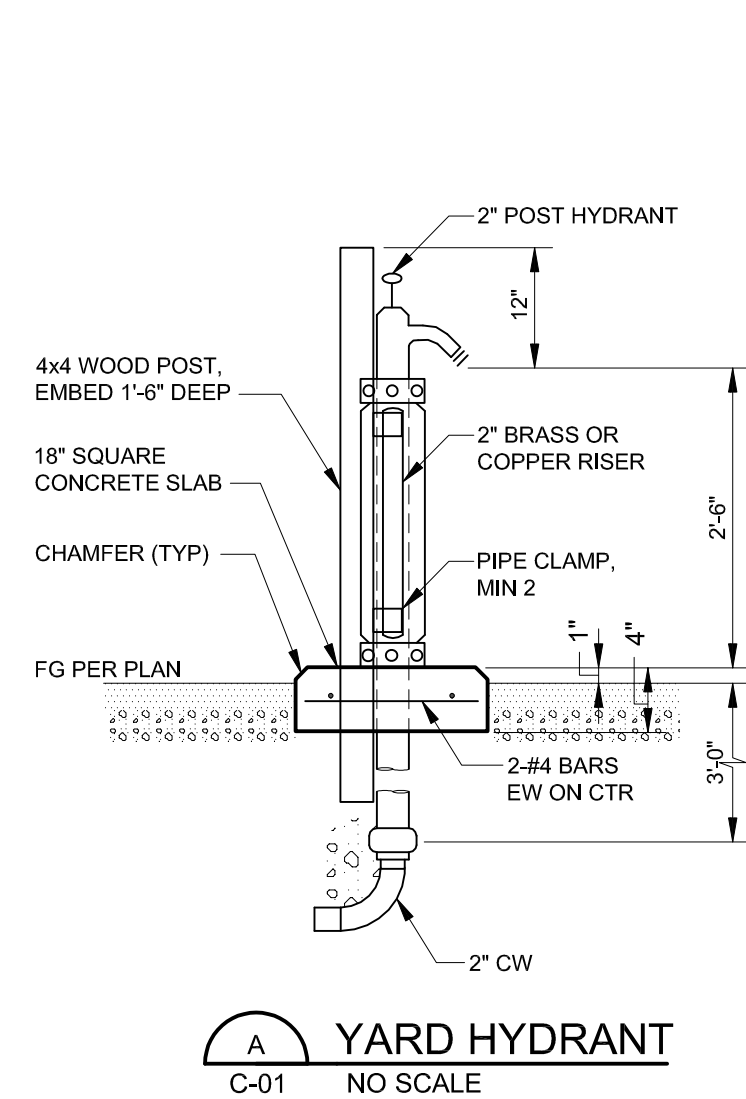 2" POST HYDRANT
12"
4x4 WOOD POST,
EMBED 1'-6" DEEP
2" BRASS OR
COPPER RISER
18" SQUARE
CONCRETE SLAB
2'-6"
CHAMFER (TYP)
PIPE CLAMP,
MIN 2
1"
4"
FG PER PLAN
3'-0"
2-#4 BARS
EW ON CTR
2" CW
A
YARD HYDRANT
C-01
NO SCALE